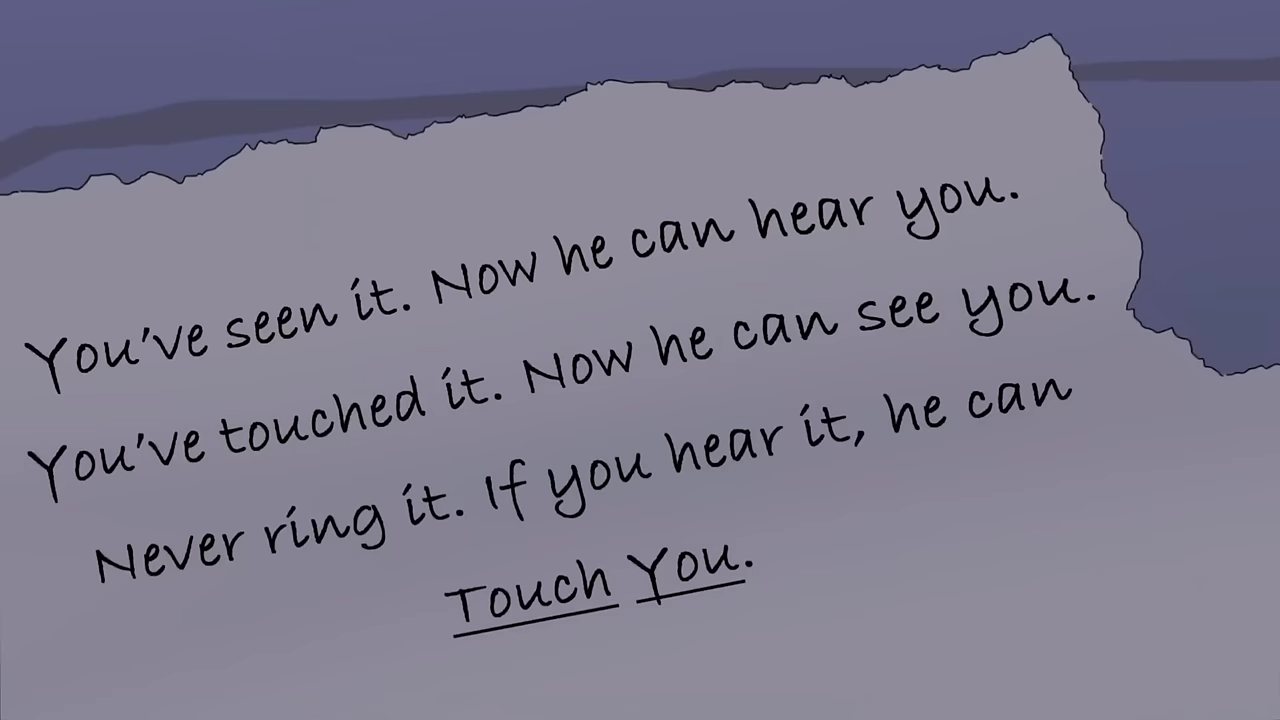 You've seen it. Now he can hear you.
You've touched it. Now he can see you.
Never ring it. If you hear it, he can
Touch You.